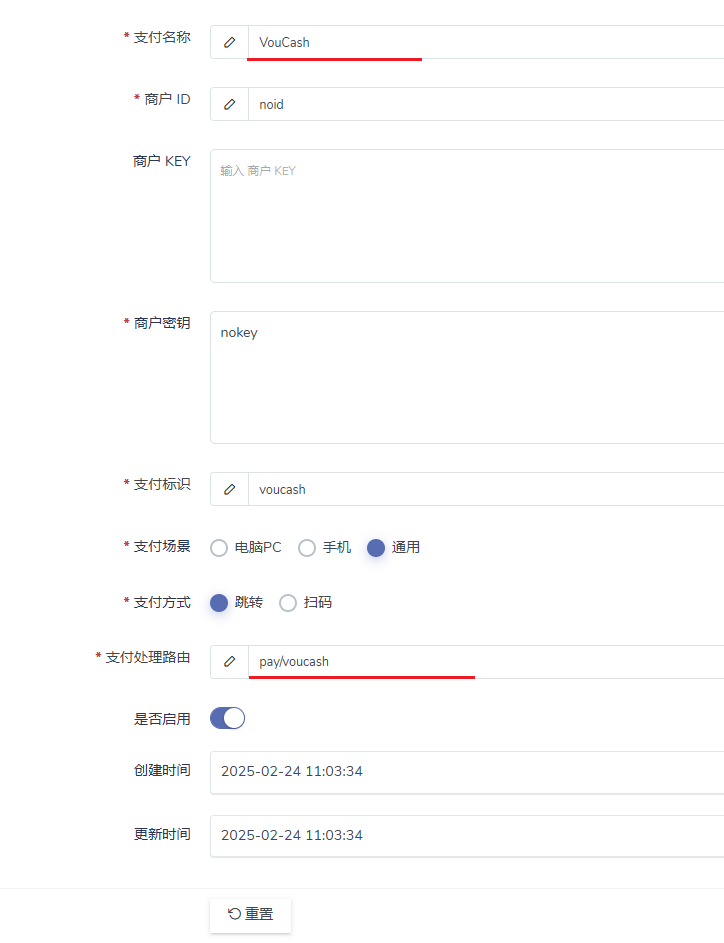 * 支付名称 VouCash
* 商户 ID noid
商户 KEY 输入 商户 KEY
* 商户密钥 nokey
* 支付标识 voucash
* 支付场景 电脑PC 手机 通用
* 支付方式 跳转 扫码
* 支付处理路由 pay/voucash
是否启用
创建时间 2025-02-24 11:03:34
更新时间 2025-02-24 11:03:34
重置